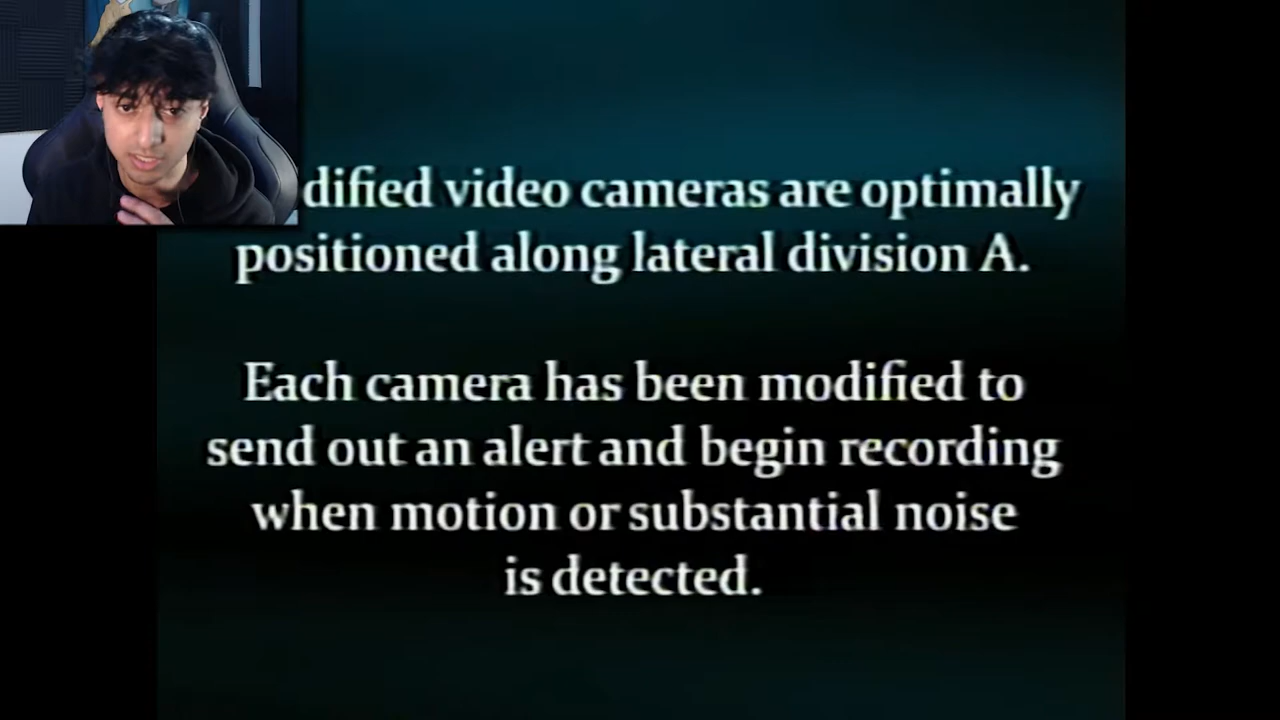 dified video cameras are optimally
positioned along lateral division A.
Each camera has been modified to
send out an alert and begin recording
when motion or substantial noise
is detected.